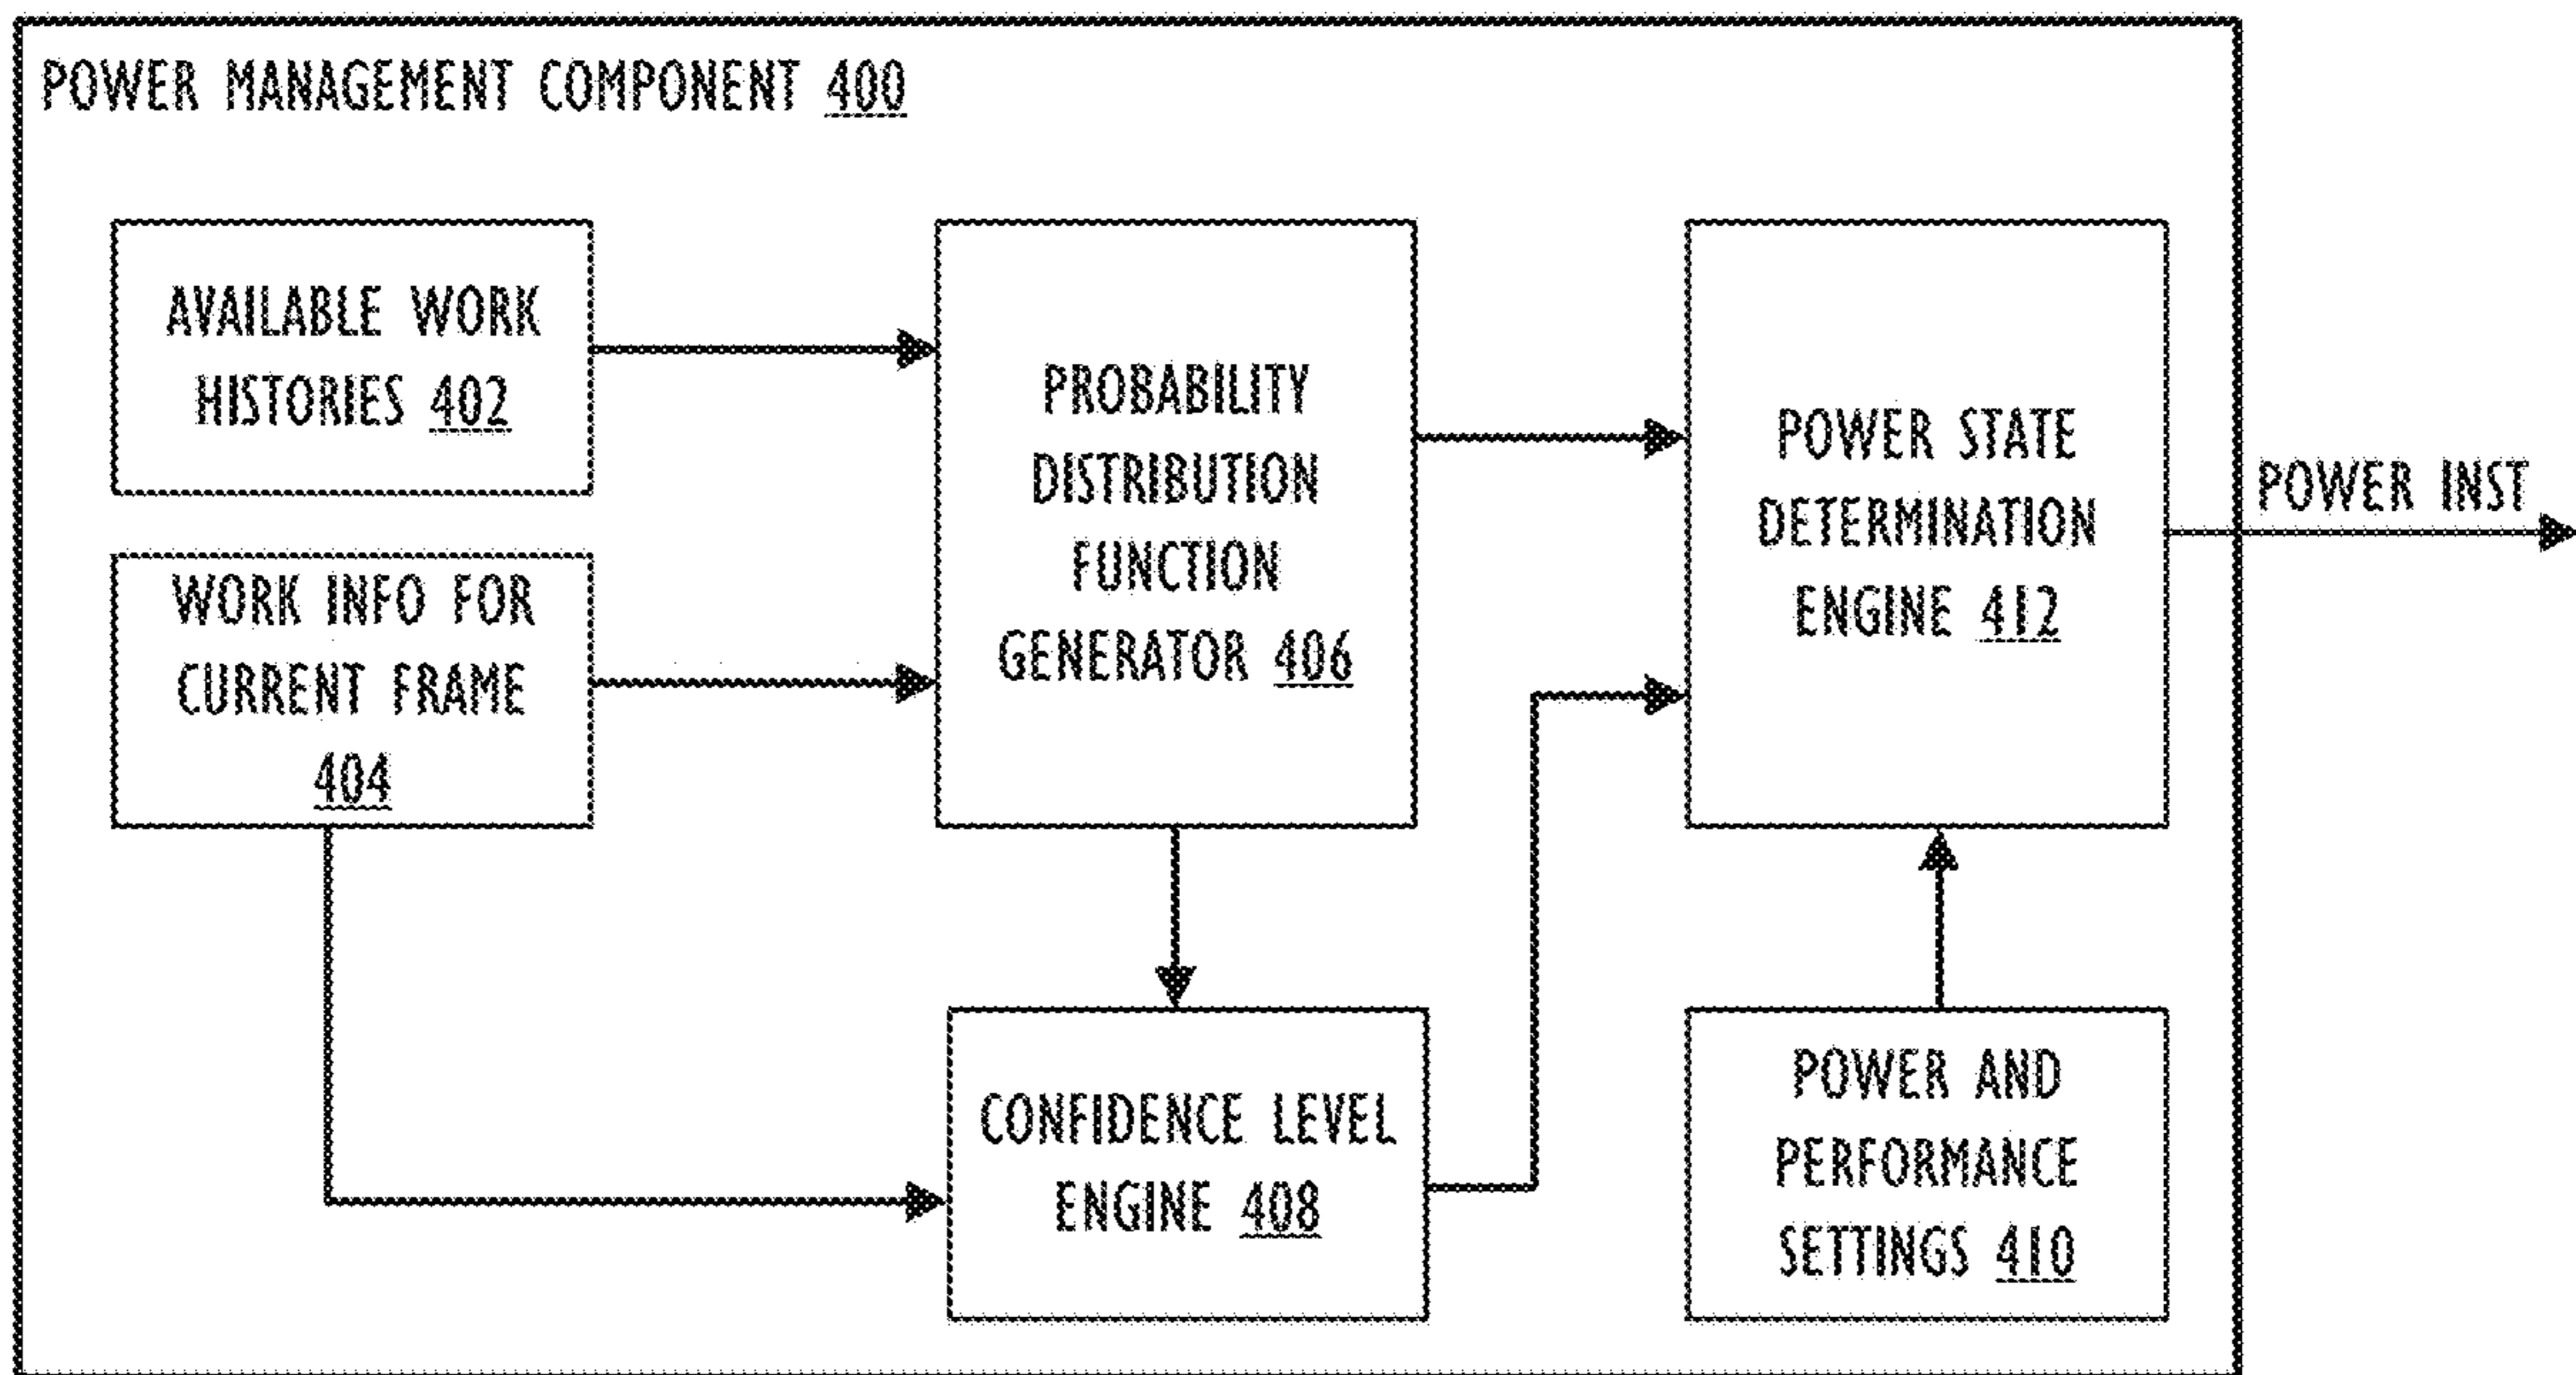 POWER MANAGEMENT COMPONENT 400
AVAILABLE WORK
HISTORIES 402
WORK INFO FOR
CURRENT FRAME
404
PROBABILITY
DISTRIBUTION
FUNCTION
GENERATOR 406
CONFIDENCE LEVEL
ENGINE 408
POWER STATE
DETERMINATION
ENGINE 412
POWER AND
PERFORMANCE
SETTINGS 410
POWER INST